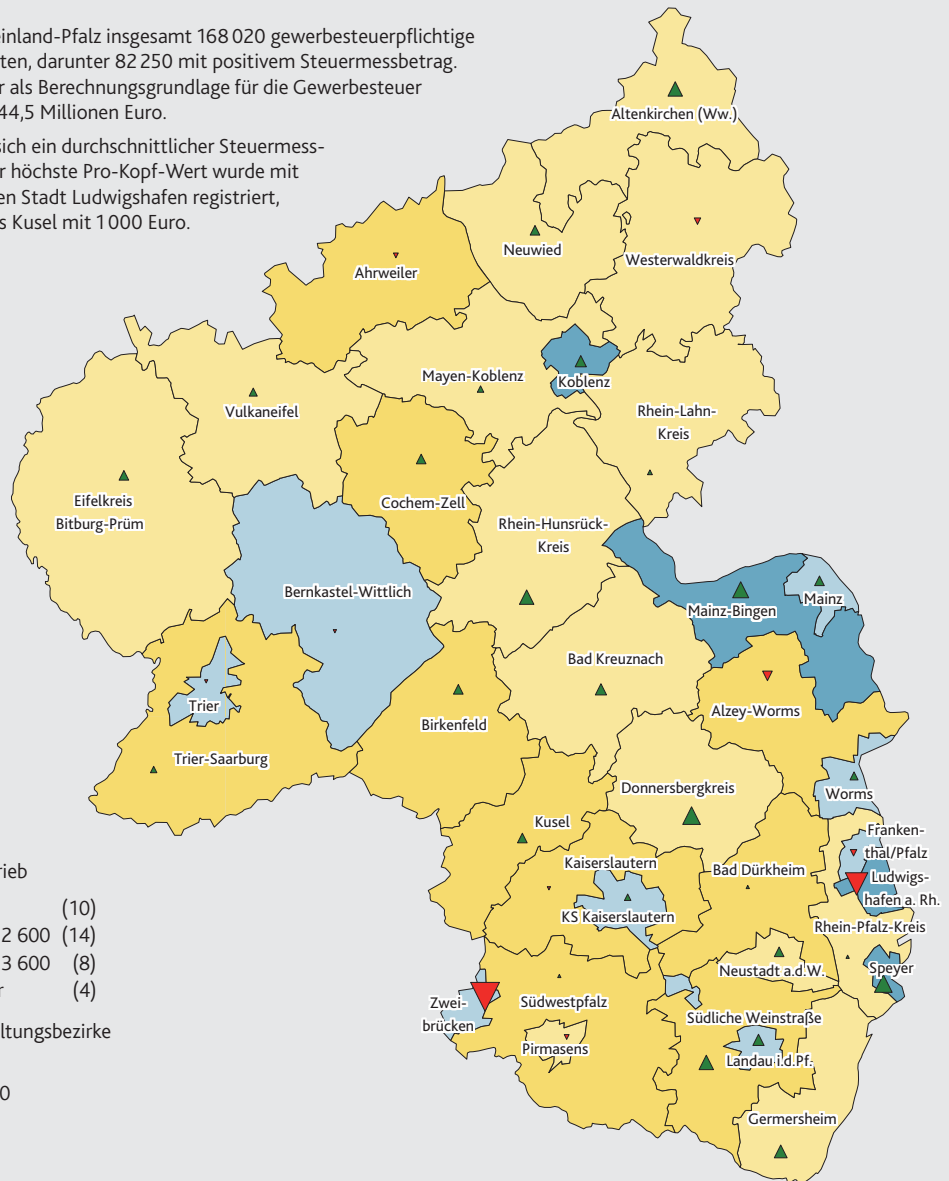 einland-Pfalz insgesamt 168 020 gewerbesteuerpflichtige
ten, darunter 82 250 mit positivem Steuermessbetrag.
r als Berechnungsgrundlage für die Gewerbesteuer
44,5 Millionen Euro.
sich ein durchschnittlicher Steuermess-
r höchste Pro-Kopf-Wert wurde mit
en Stadt Ludwigshafen registriert,
s Kusel mit 1 000 Euro.
Altenkirchen (Ww.)
Neuwied
Westerwaldkreis
Ahrweiler
Mayen-Koblenz
Koblenz
Vulkaneifel
Rhein-Lahn-
Kreis
Eifelkreis
Bitburg-Prüm
Cochem-Zell
Rhein-Hunsrück-
Kreis
Bernkastel-Wittlich
Mainz-Bingen
Mainz
Bad Kreuznach
Trier
Birkenfeld
Alzey-Worms
Trier-Saarburg
Donnersbergkreis
Worms
Kusel
Franken-
thal/Pfalz
Kaiserslautern
Bad Dürkheim
Ludwigs-
hafen a. Rh.
KS Kaiserslautern
Rhein-Pfalz-Kreis
Neustadt a.d.W.
Speyer
Zwei-
brücken
Südwestpfalz
Südliche Weinstraße
Pirmasens
Landau i.d.Pf.
Germersheim
rieb
(10)
2 600 (14)
3 600 (8)
r (4)
altungsbezirke
0